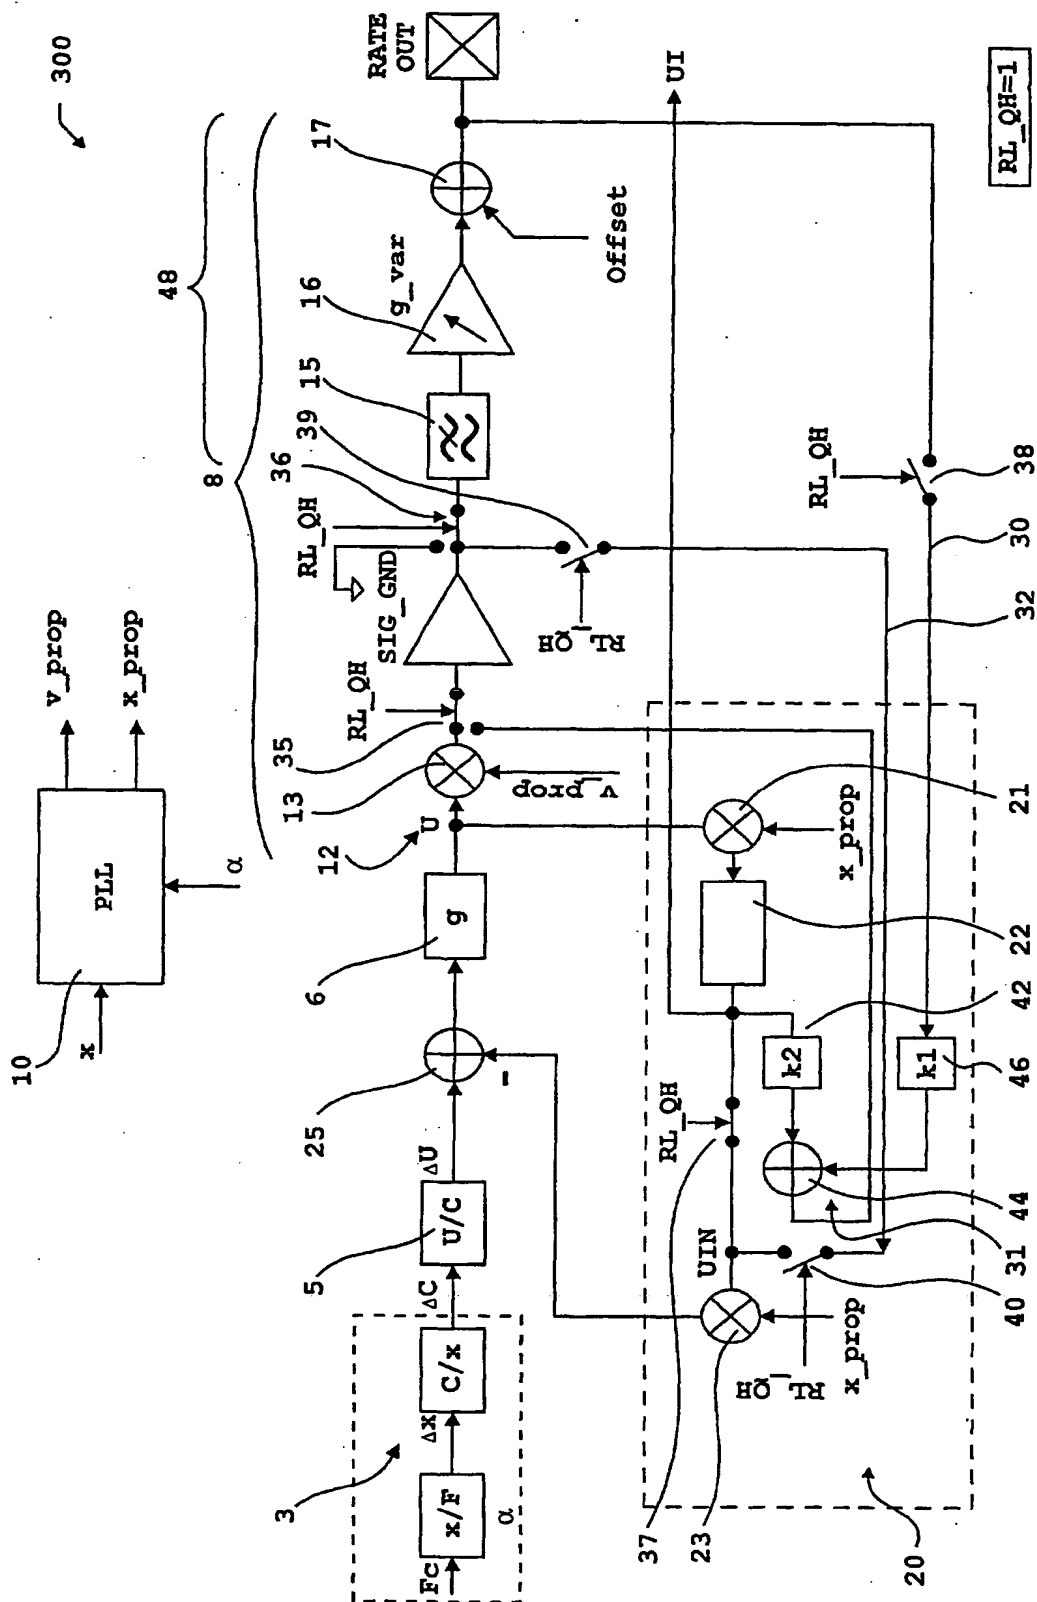 300
48
8
RATE
OUT
17
Offset
g_var
16
15
39
36
RL_QH
SIG_GND
RL_QH
RL_QH
35
13
v_prop
12
U
g
6
25
-
ΔU
U/C
5
ΔC
C/x
Δx
x/F
α
Fc
3
v_prop
x_prop
PLL
α
x
10
UI
RL_QH=1
RL_QH
38
30
32
21
x_prop
22
42
k2
k1
46
RL_QH
44
31
UIN
40
x_prop
RL_QH
37
23
20